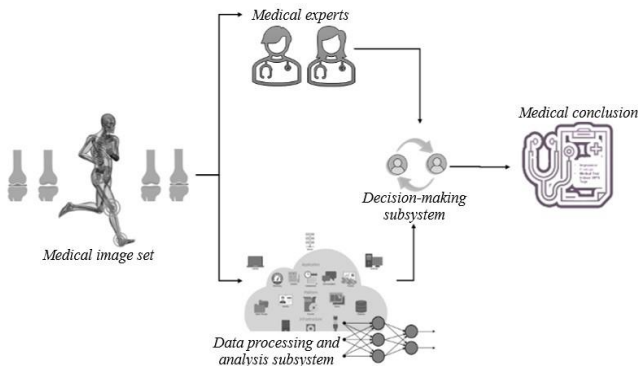 Medical experts
Medical conclusion
Decision-making
subsystem
Medical image set
Data processing and
analysis subsystem